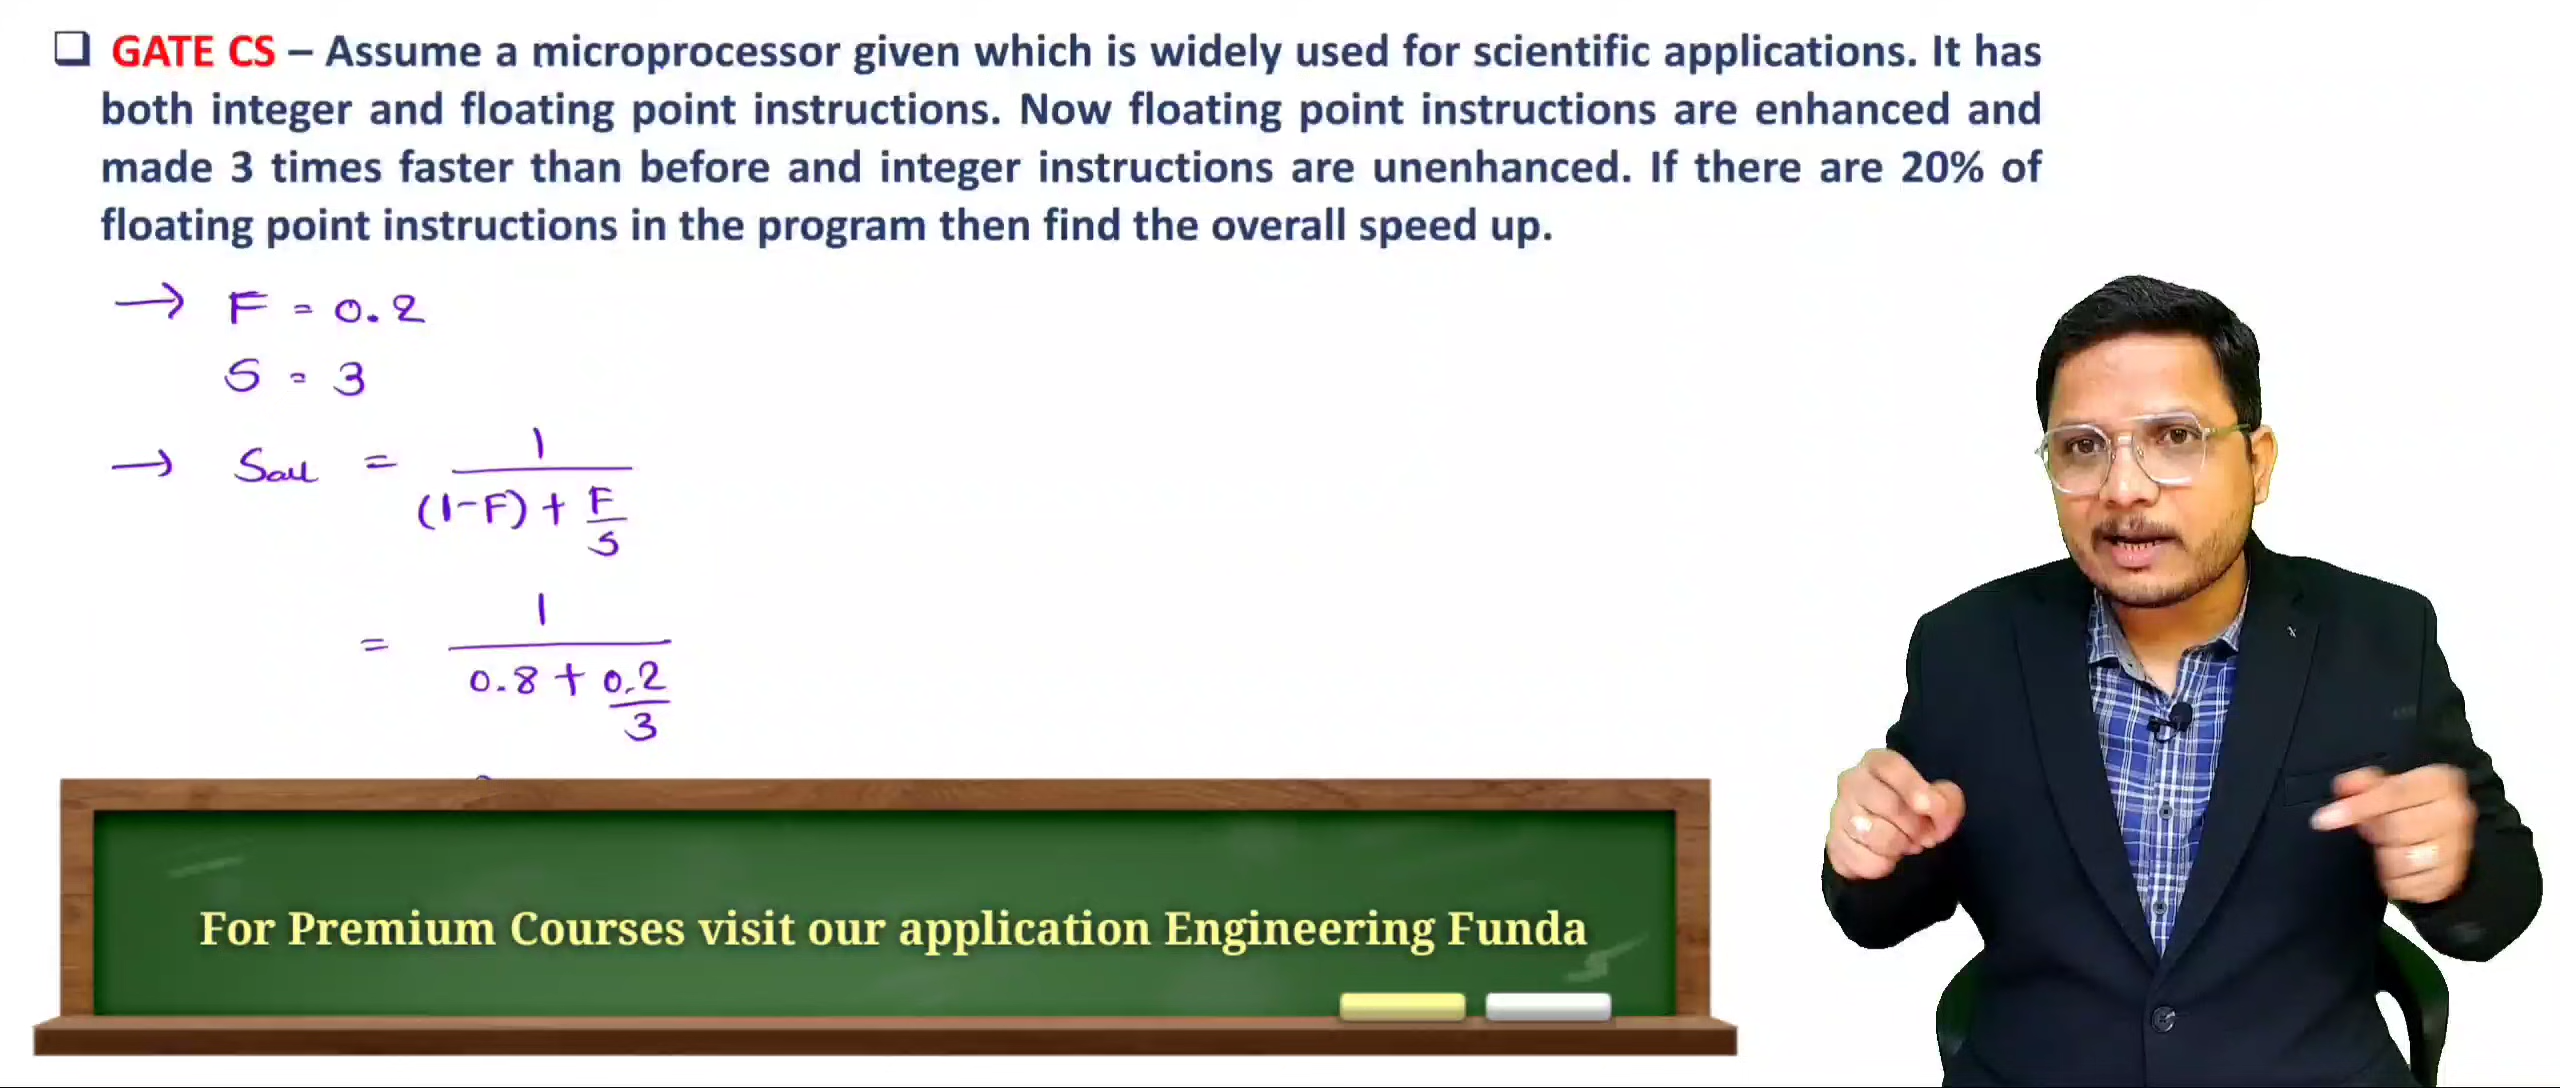 ❑ GATE CS – Assume a microprocessor given which is widely used for scientific applications. It has
both integer and floating point instructions. Now floating point instructions are enhanced and
made 3 times faster than before and integer instructions are unenhanced. If there are 20% of
floating point instructions in the program then find the overall speed up.
→ F = 0.2
S = 3
→ Sall = 1 / ((1-F) + F/S)
= 1 / (0.8 + 0.2/3)
For Premium Courses visit our application Engineering Funda